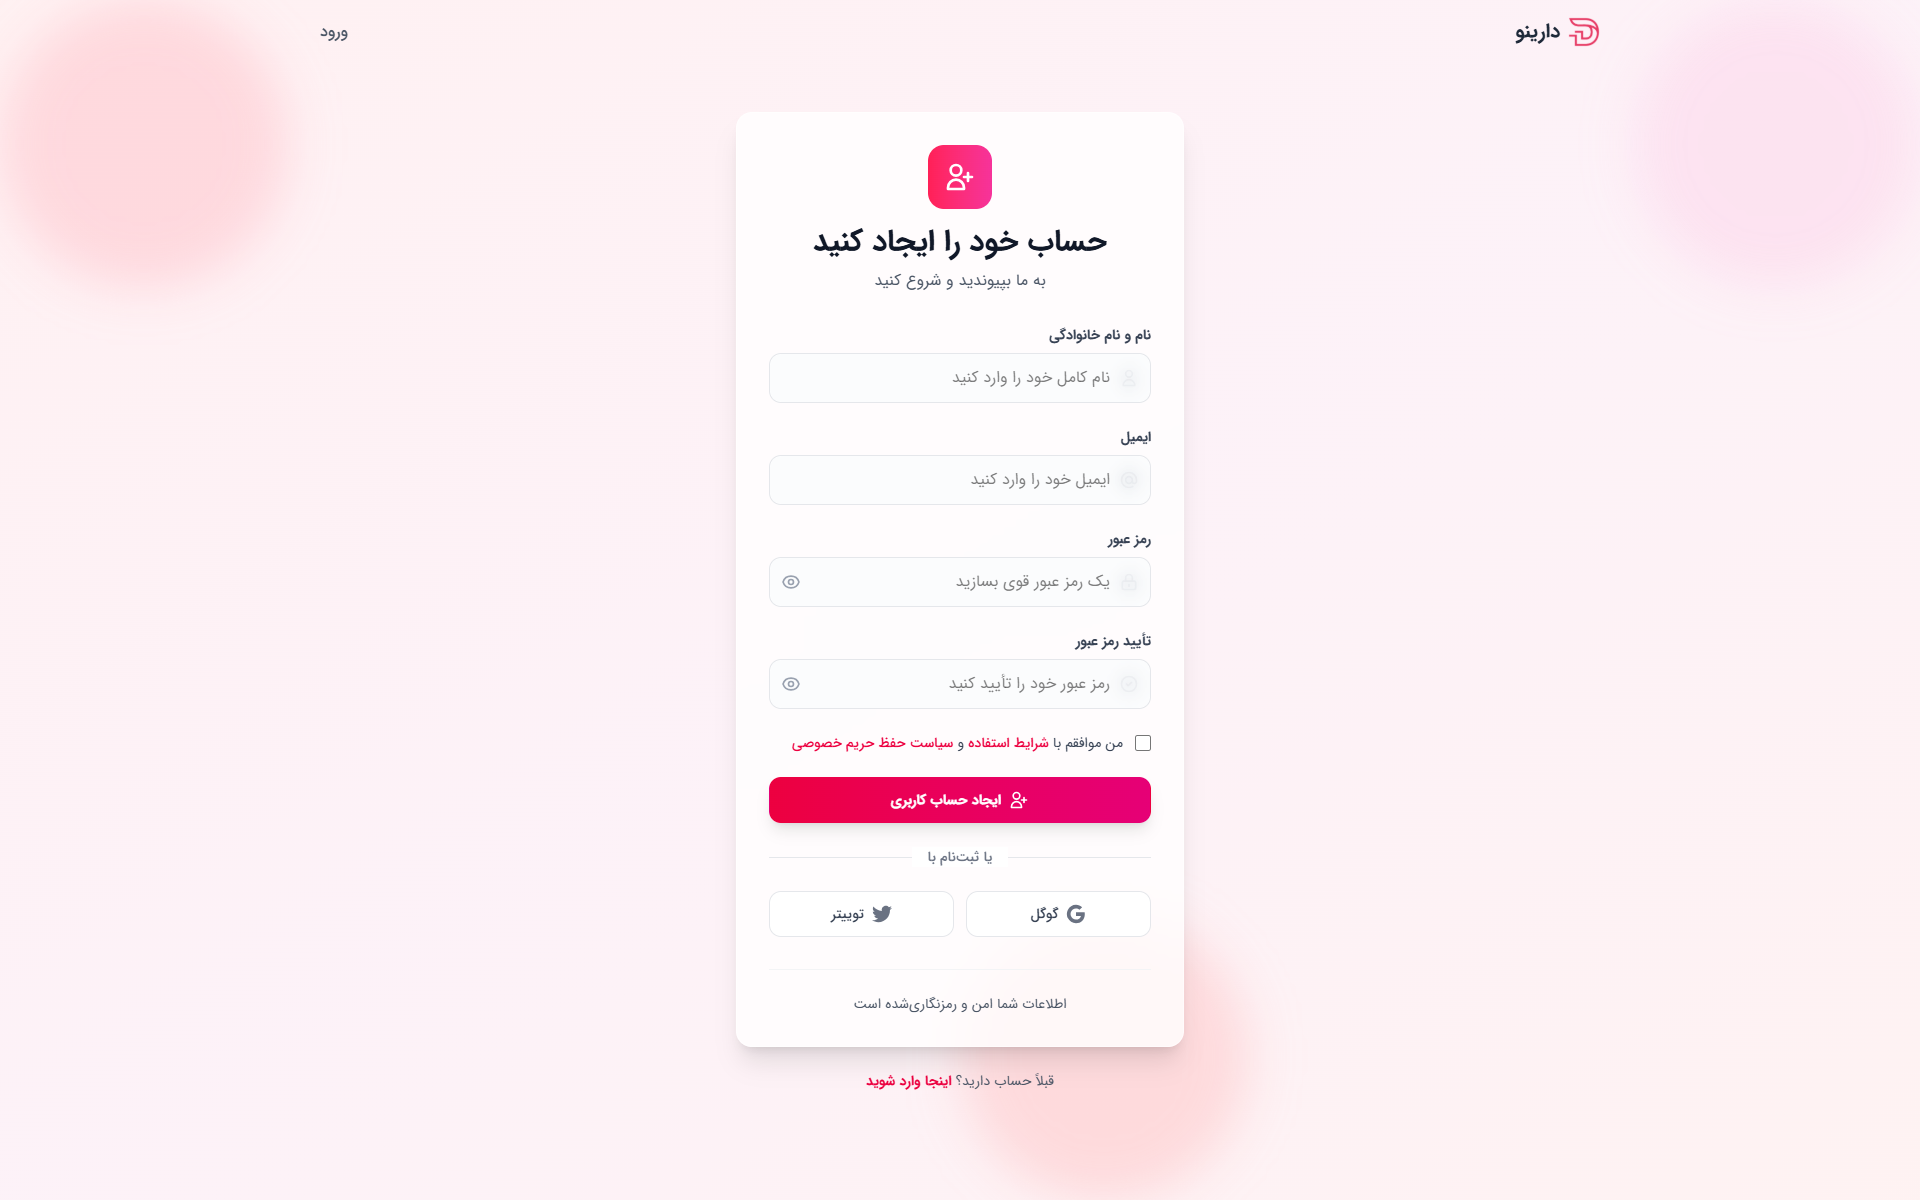 دارینو
ورود
حساب خود را ایجاد کنید
به ما بپیوندید و شروع کنید
نام و نام خانوادگی
نام کامل خود را وارد کنید
ایمیل
ایمیل خود را وارد کنید
رمز عبور
یک رمز عبور قوی بسازید
تأیید رمز عبور
رمز عبور خود را تأیید کنید
من موافقم با شرایط استفاده و سیاست حفظ حریم خصوصی
ایجاد حساب کاربری
یا ثبت‌نام با
گوگل
توییتر
اطلاعات شما امن و رمزنگاری‌شده است
قبلاً حساب دارید؟ اینجا وارد شوید